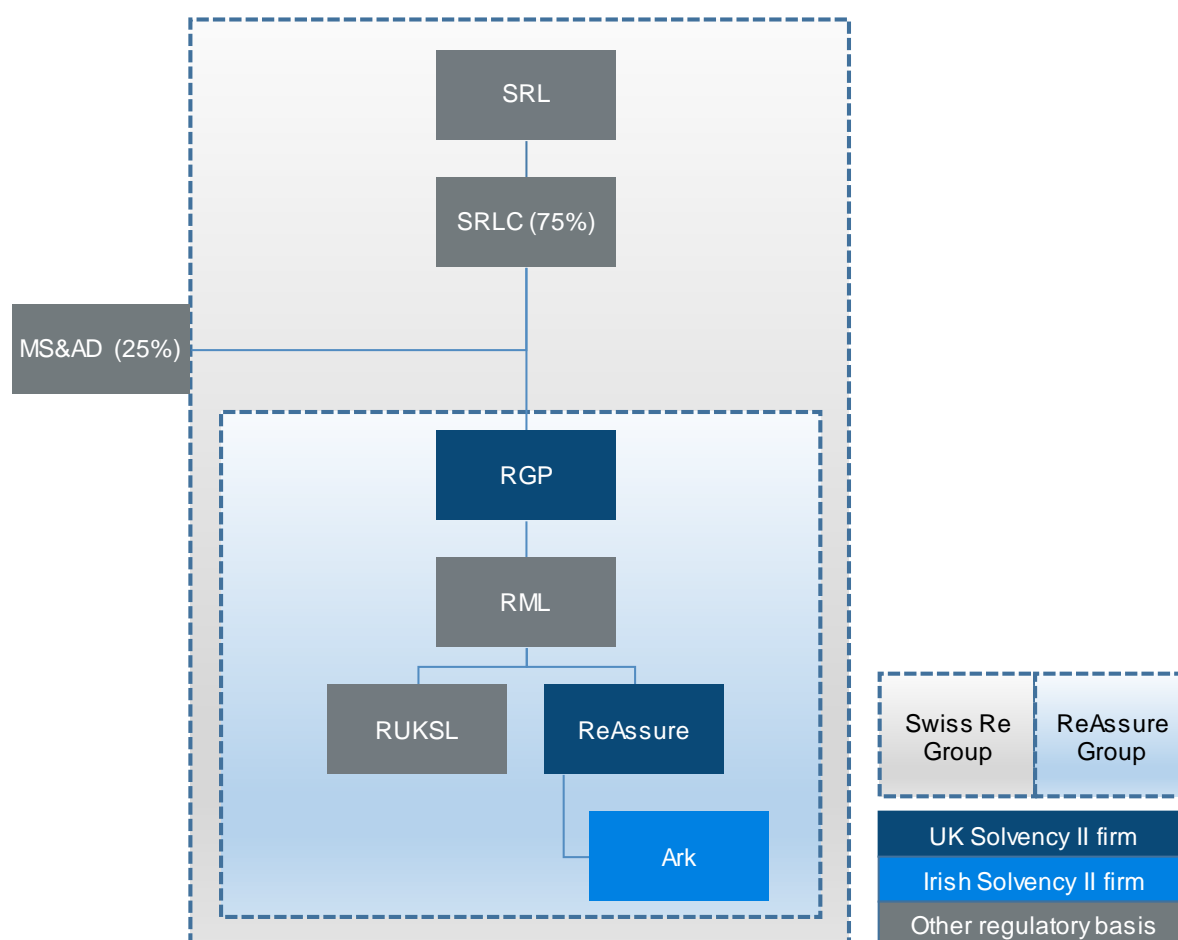 SRL
SRLC (75%)
MS&AD (25%)
RGP
RML
RUKSL
ReAssure
Ark
Swiss Re
Group
ReAssure
Group
UK Solvency II firm
Irish Solvency II firm
Other regulatory basis